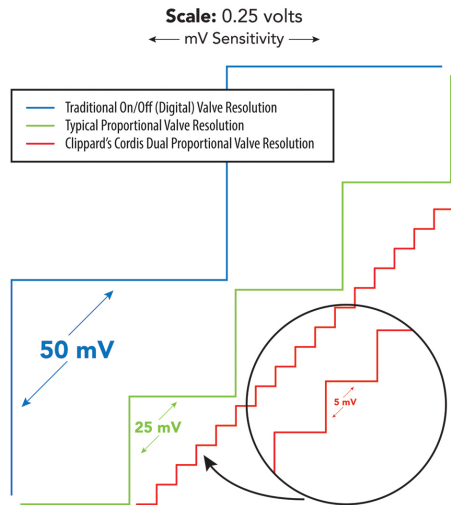 Scale: 0.25 volts
mV Sensitivity
Traditional On/Off (Digital) Valve Resolution
Typical Proportional Valve Resolution
Clippard's Cordis Dual Proportional Valve Resolution
50 mV
25 mV
5 mV